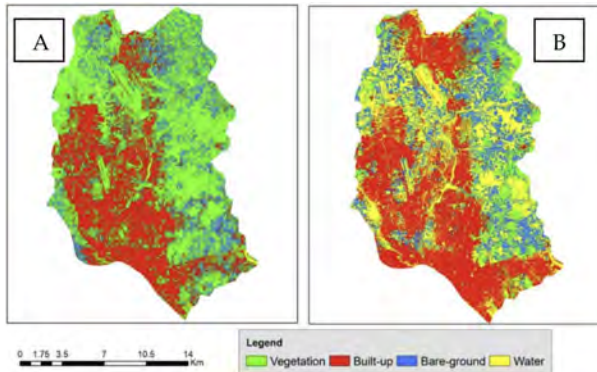 A
B
Legend
Vegetation Built-up Bare-ground Water
0 1.75 3.5 7 10.5 14
Km